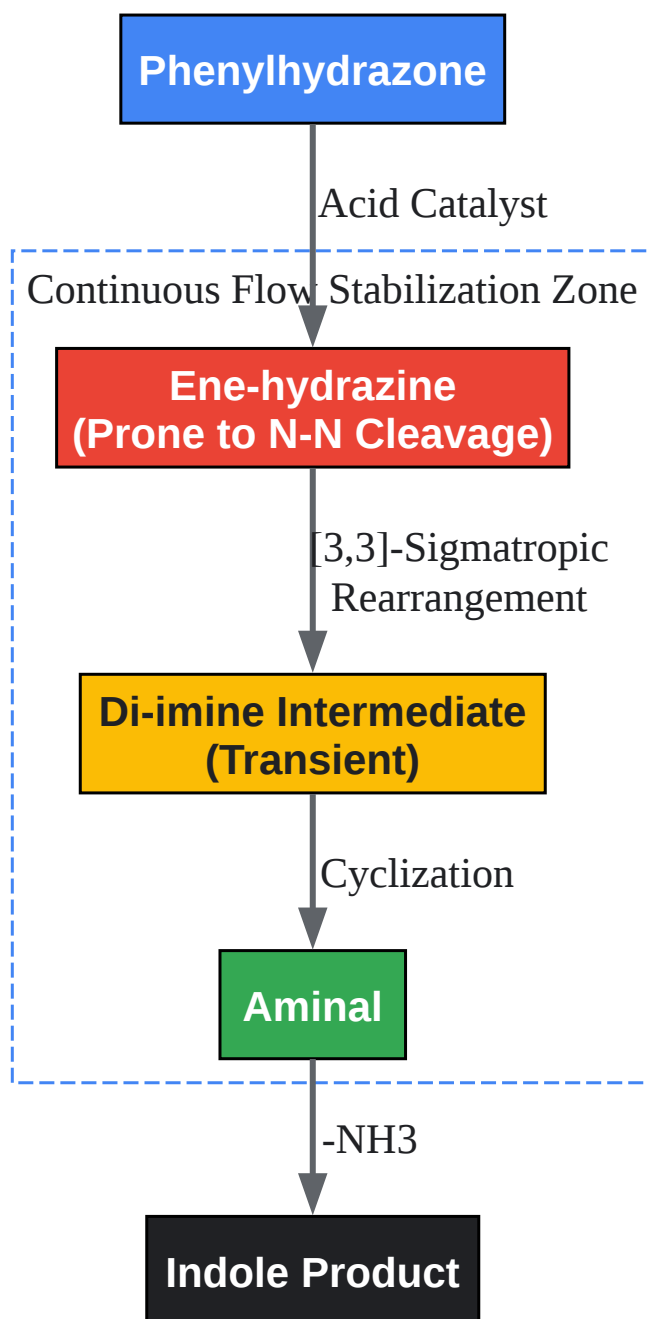 Phenylhydrazone
Acid Catalyst
Continuous Flow Stabilization Zone
Ene-hydrazine
(Prone to N-N Cleavage)
[3,3]-Sigmatropic
Rearrangement
Di-imine Intermediate
(Transient)
Cyclization
Aminal
-NH3
Indole Product